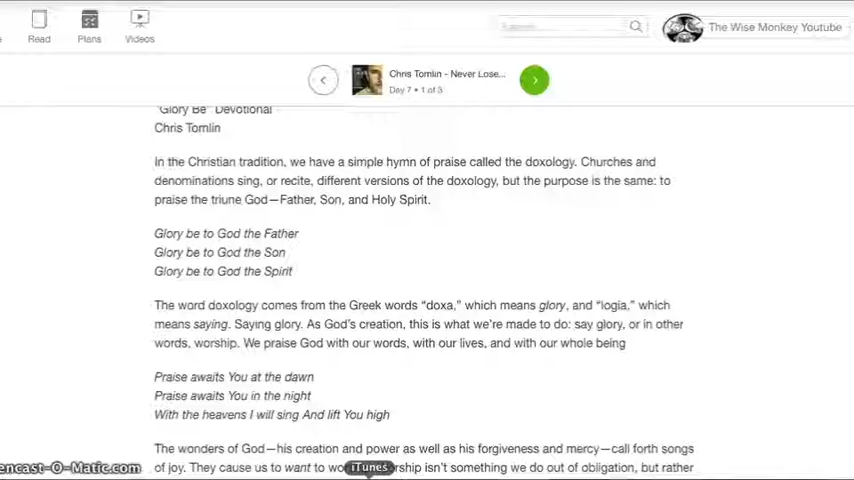 Read Plans Videos
The Wise Monkey Youtube
Chris Tomlin - Never Lose...
Day 7 • 1 of 3
"Glory Be" Devotional
Chris Tomlin
In the Christian tradition, we have a simple hymn of praise called the doxology. Churches and
denominations sing, or recite, different versions of the doxology, but the purpose is the same: to
praise the triune God—Father, Son, and Holy Spirit.
Glory be to God the Father
Glory be to God the Son
Glory be to God the Spirit
The word doxology comes from the Greek words “doxa,” which means glory, and “logia,” which
means saying. Saying glory. As God’s creation, this is what we’re made to do: say glory, or in other
words, worship. We praise God with our words, with our lives, and with our whole being
Praise awaits You at the dawn
Praise awaits You in the night
With the heavens I will sing And lift You high
The wonders of God—his creation and power as well as his forgiveness and mercy—call forth songs
of joy. They cause us to want to wo rship isn’t something we do out of obligation, but rather
iTunes
encast-O-Matic.com